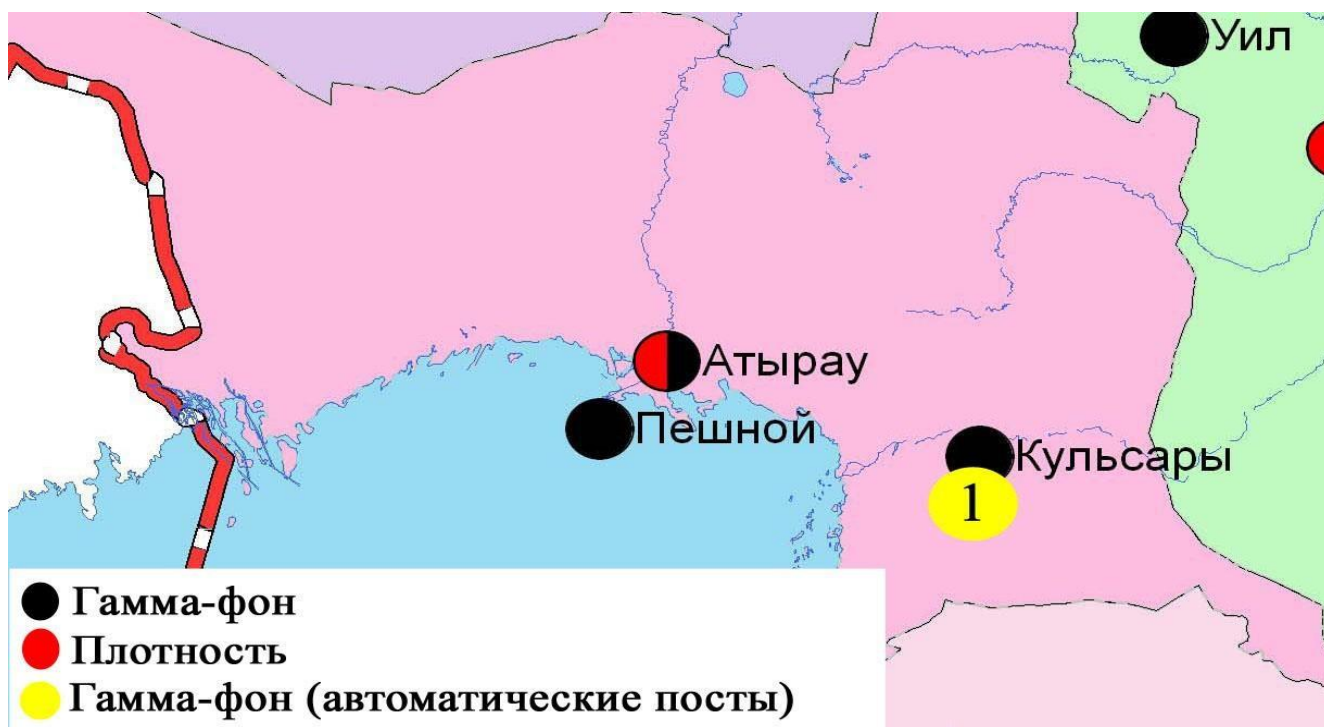 Уил
Атырау
Пешной
Кульсары
1
Гамма-фон
Плотность
Гамма-фон (автоматические посты)